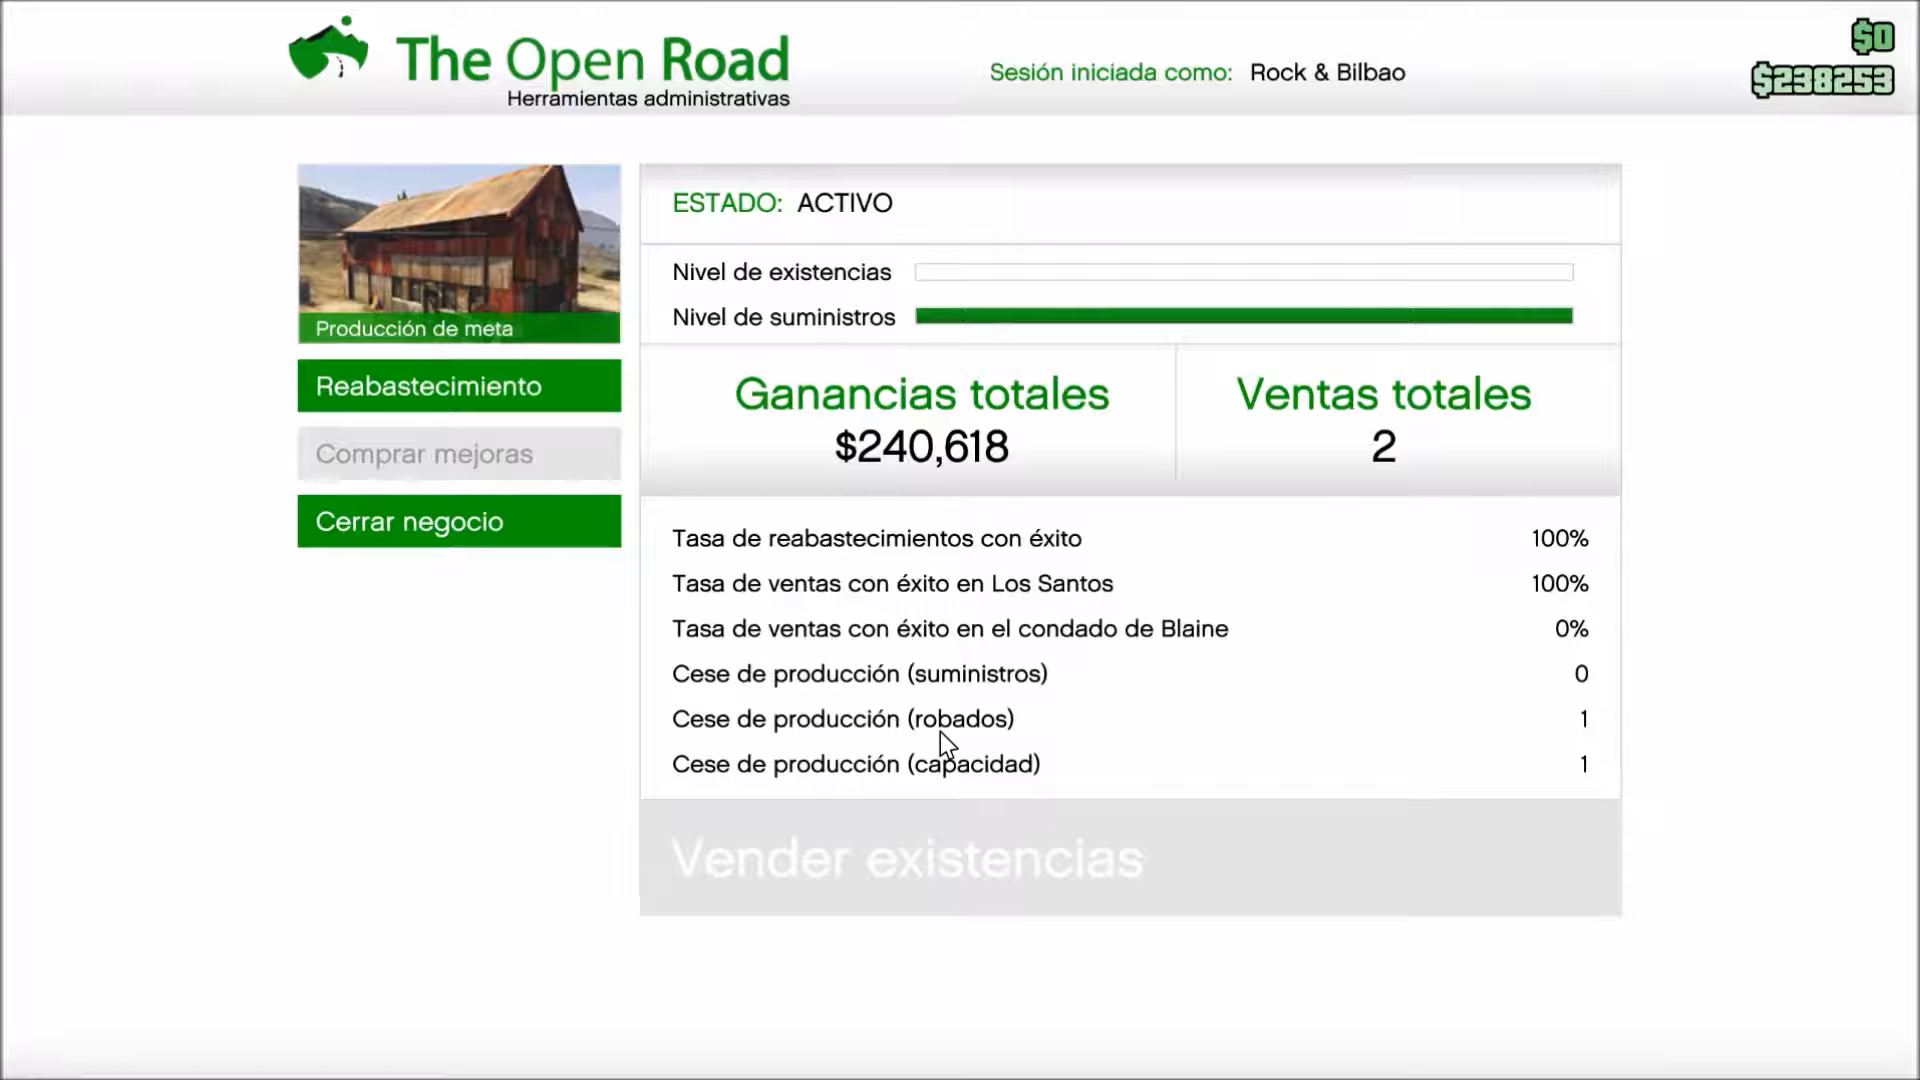 The Open Road
Herramientas administrativas
Sesión iniciada como: Rock & Bilbao
$0
$238253
Producción de meta
Reabastecimiento
Comprar mejoras
Cerrar negocio
ESTADO: ACTIVO
Nivel de existencias
Nivel de suministros
Ganancias totales
$240,618
Ventas totales
2
Tasa de reabastecimientos con éxito 100%
Tasa de ventas con éxito en Los Santos 100%
Tasa de ventas con éxito en el condado de Blaine 0%
Cese de producción (suministros) 0
Cese de producción (robados) 1
Cese de producción (capacidad) 1
Vender existencias